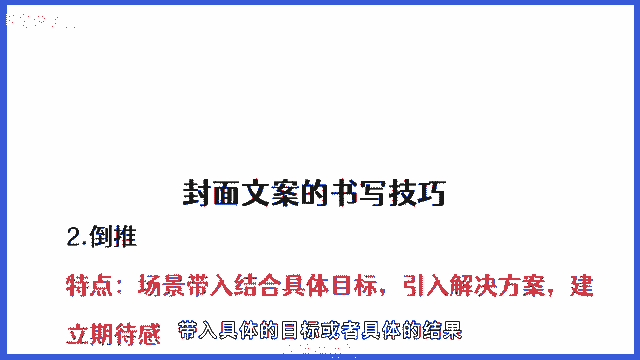 封面文案的书写技巧
2.倒推
特点：场景带入结合具体目标，引入解决方案，建
立期待感
带入具体的目标或者具体的结果